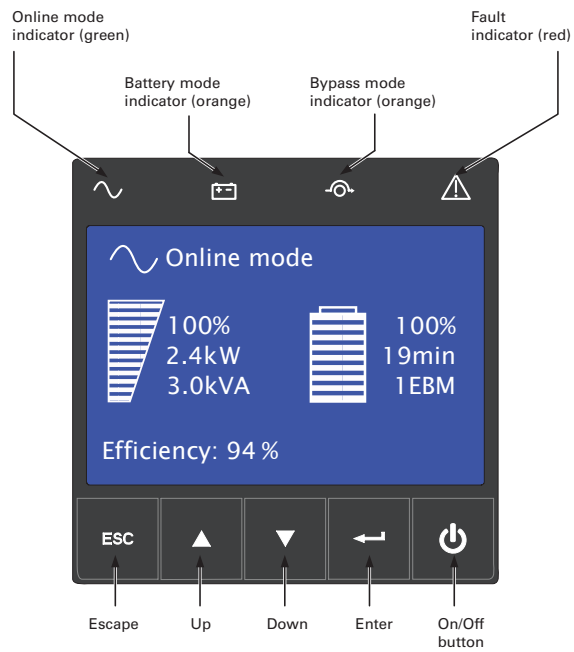 Online mode
indicator (green)
Fault
indicator (red)
Battery mode
indicator (orange)
Bypass mode
indicator (orange)
Online mode
100%
2.4kW
3.0kVA
100%
19min
1EBM
Efficiency: 94 %
ESC
Escape
Up
Down
Enter
On/Off
button